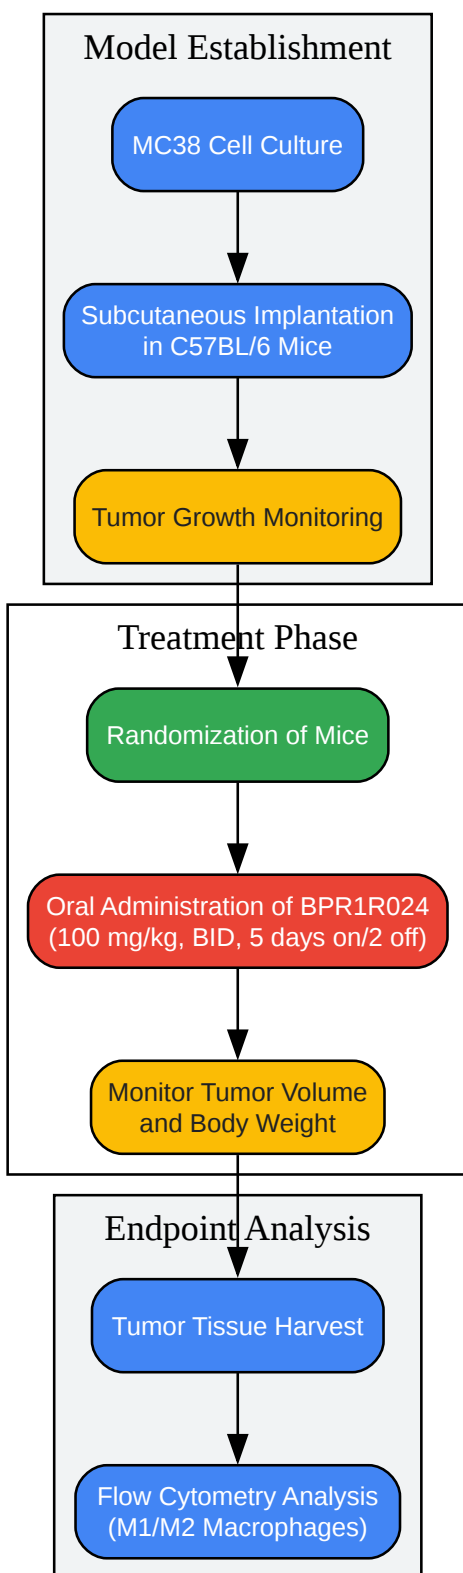 Model Establishment
MC38 Cell Culture
Subcutaneous Implantation
in C57BL/6 Mice
Tumor Growth Monitoring
Treatment Phase
Randomization of Mice
Oral Administration of BPR1R024
(100 mg/kg, BID, 5 days on/2 off)
Monitor Tumor Volume
and Body Weight
Endpoint Analysis
Tumor Tissue Harvest
Flow Cytometry Analysis
(M1/M2 Macrophages)